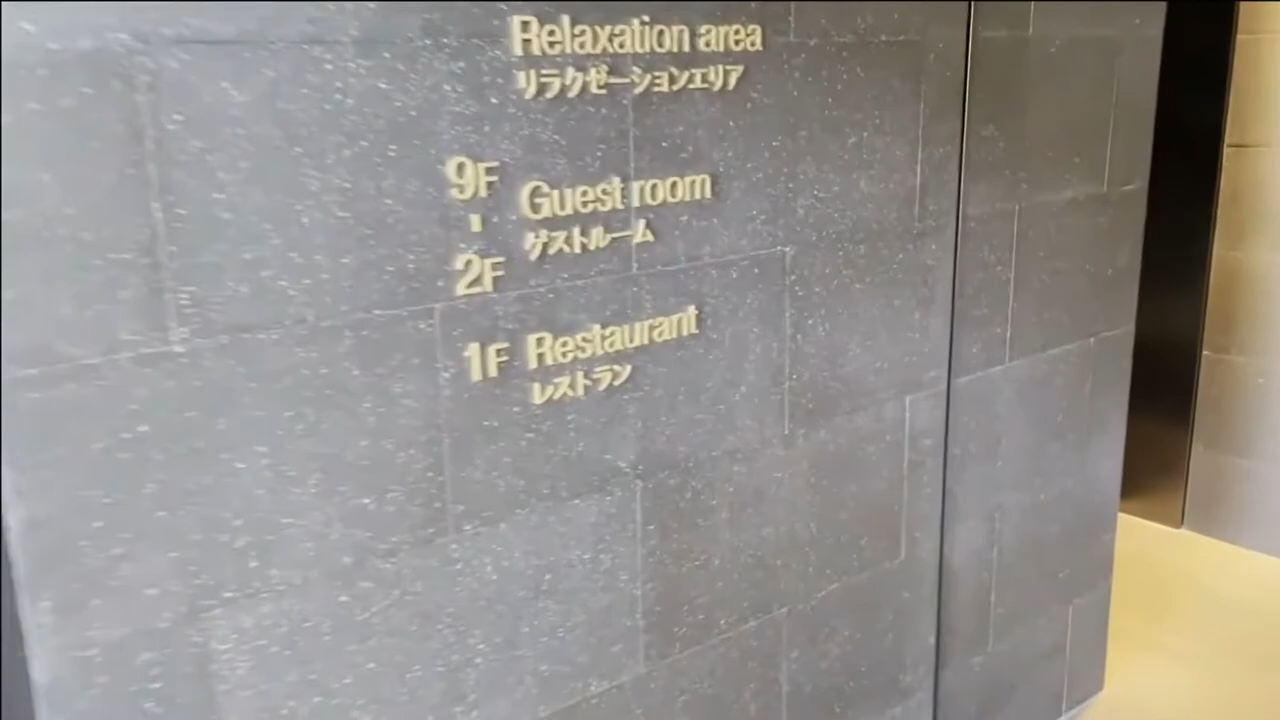 Relaxation area
リラクゼーションエリア
9F
Guest room
ゲストルーム
2F
1F Restaurant
レストラン